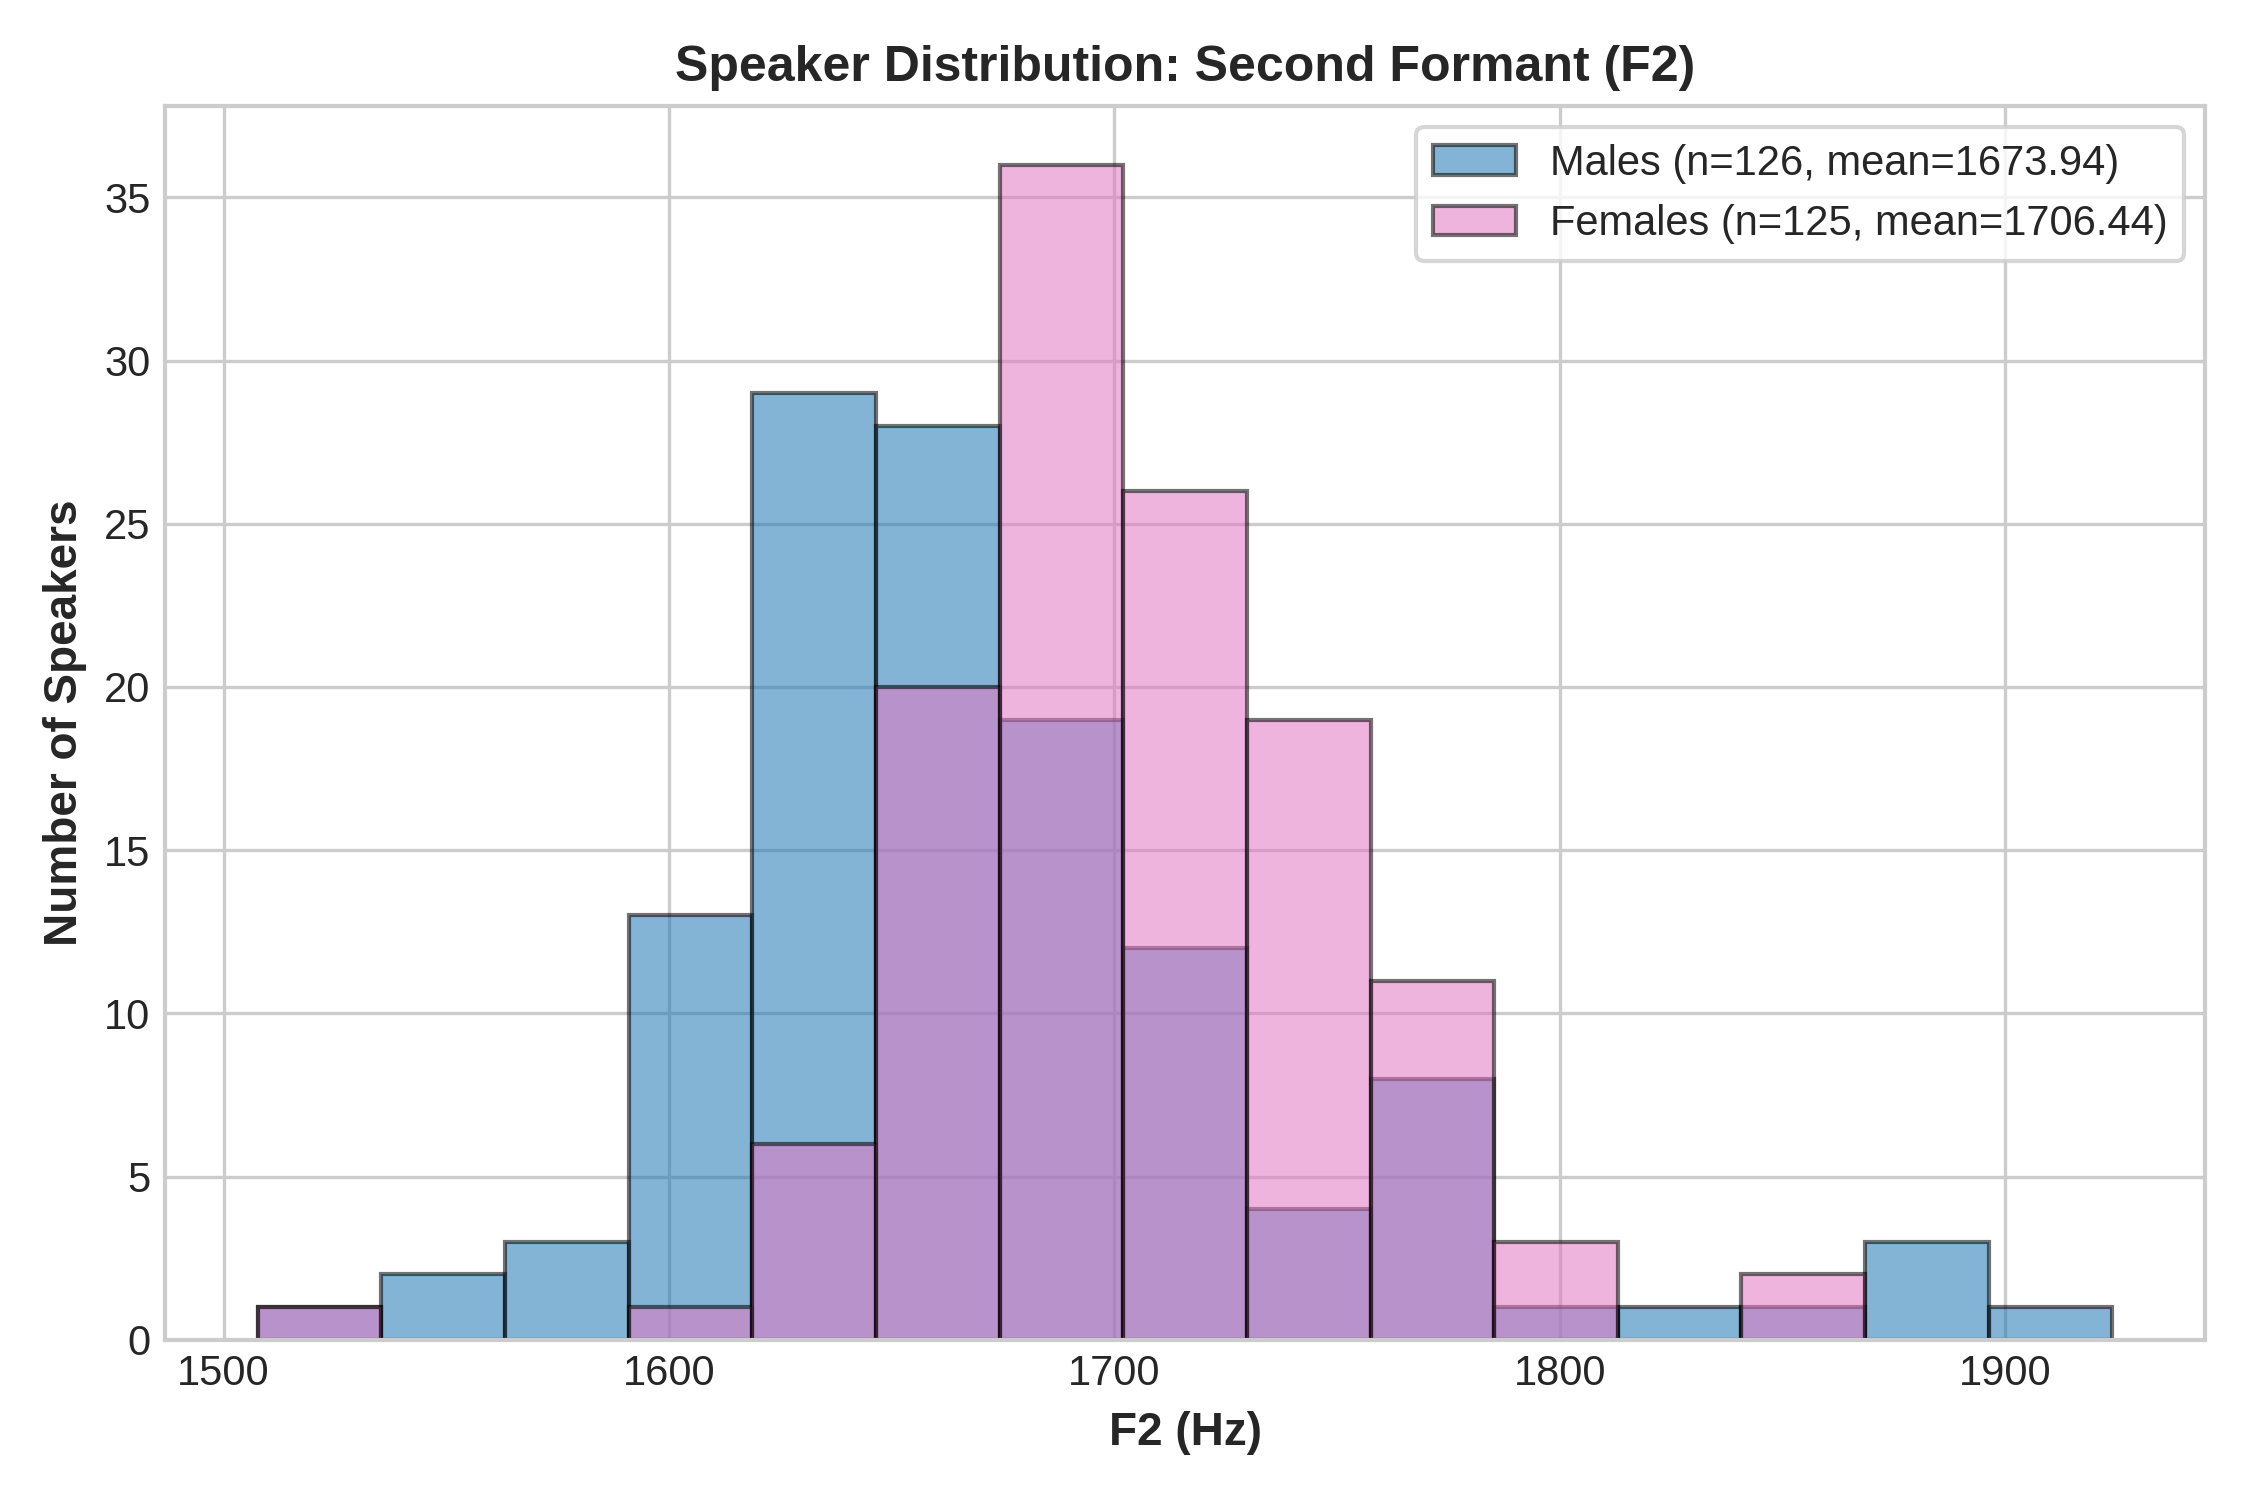 Speaker Distribution: Second Formant (F2)
Males (n=126, mean=1673.94)
Females (n=125, mean=1706.44)
35
30
25
20
15
10
5
0
Number of Speakers
1500 1600 1700 1800 1900
F2 (Hz)